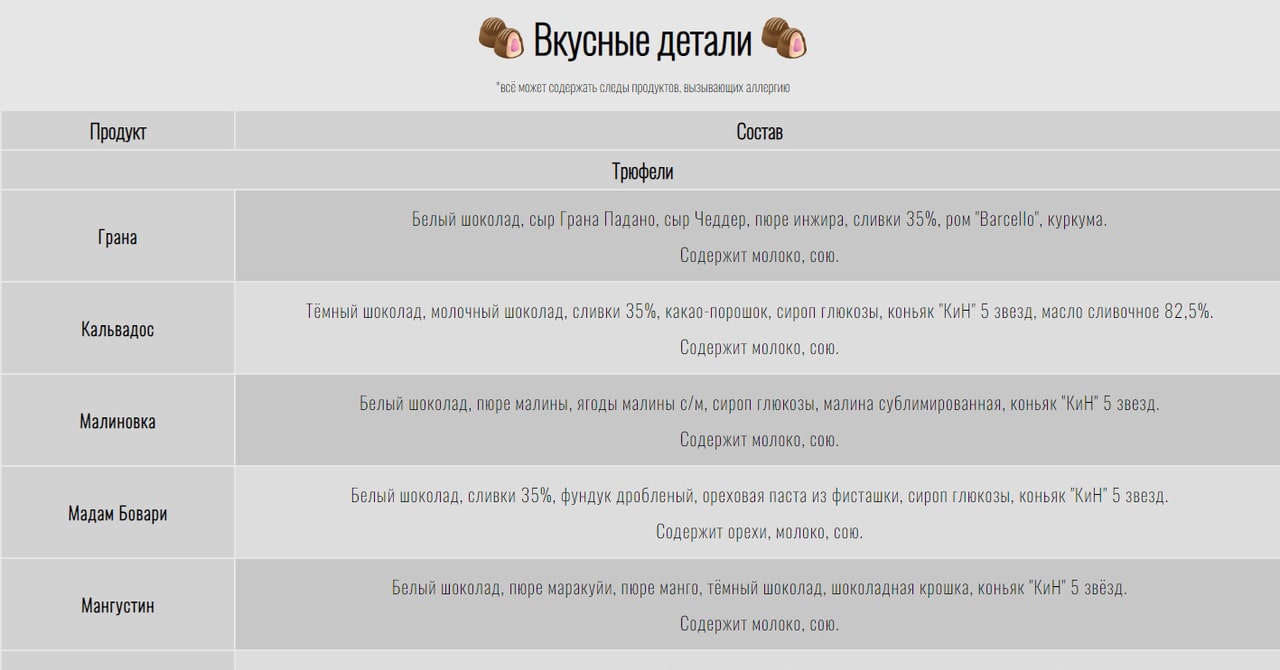 Вкусные детали
*всё может содержать следы продуктов, вызывающих аллергию
Продукт
Состав
Трюфели
Грана
Белый шоколад, сыр Грана Падано, сыр Чеддер, пюре инжира, сливки 35%, ром "Barcello", куркума.
Содержит молоко, сою.
Кальвадос
Тёмный шоколад, молочный шоколад, сливки 35%, какао-порошок, сироп глюкозы, коньяк "КиН" 5 звезд, масло сливочное 82,5%.
Содержит молоко, сою.
Малиновка
Белый шоколад, пюре малины, ягоды малины с/м, сироп глюкозы, малина сублимированная, коньяк "КиН" 5 звезд.
Содержит молоко, сою.
Мадам Бовари
Белый шоколад, сливки 35%, фундук дробленый, ореховая паста из фисташки, сироп глюкозы, коньяк "КиН" 5 звезд.
Содержит орехи, молоко, сою.
Мангустин
Белый шоколад, пюре маракуйи, пюре манго, тёмный шоколад, шоколадная крошка, коньяк "КиН" 5 звёзд.
Содержит молоко, сою.